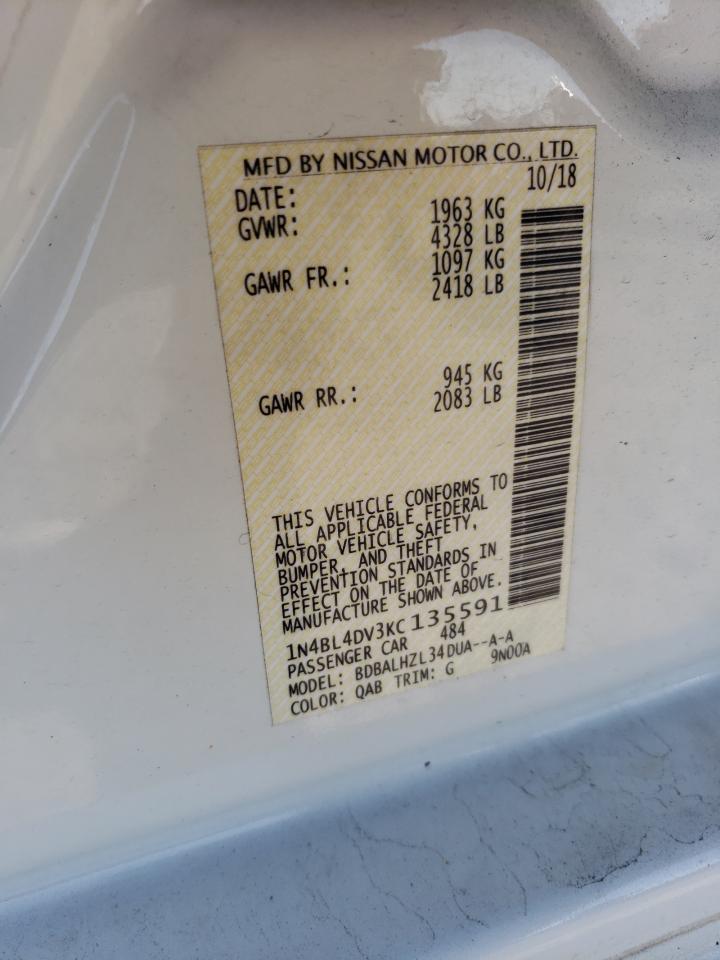 MFD BY NISSAN MOTOR CO., LTD.
DATE: 10/18
GVWR: 1963 KG
4328 LB
GAWR FR.: 1097 KG
2418 LB
GAWR RR.: 945 KG
2083 LB
THIS VEHICLE CONFORMS TO
ALL APPLICABLE FEDERAL
MOTOR VEHICLE SAFETY,
BUMPER, AND THEFT
PREVENTION STANDARDS IN
EFFECT ON THE DATE OF
MANUFACTURE SHOWN ABOVE.
1N4BL4DV3KC135591
PASSENGER CAR 484
MODEL: BDBALHZL34DUA--A-A
COLOR: QAB TRIM: G 9N00A